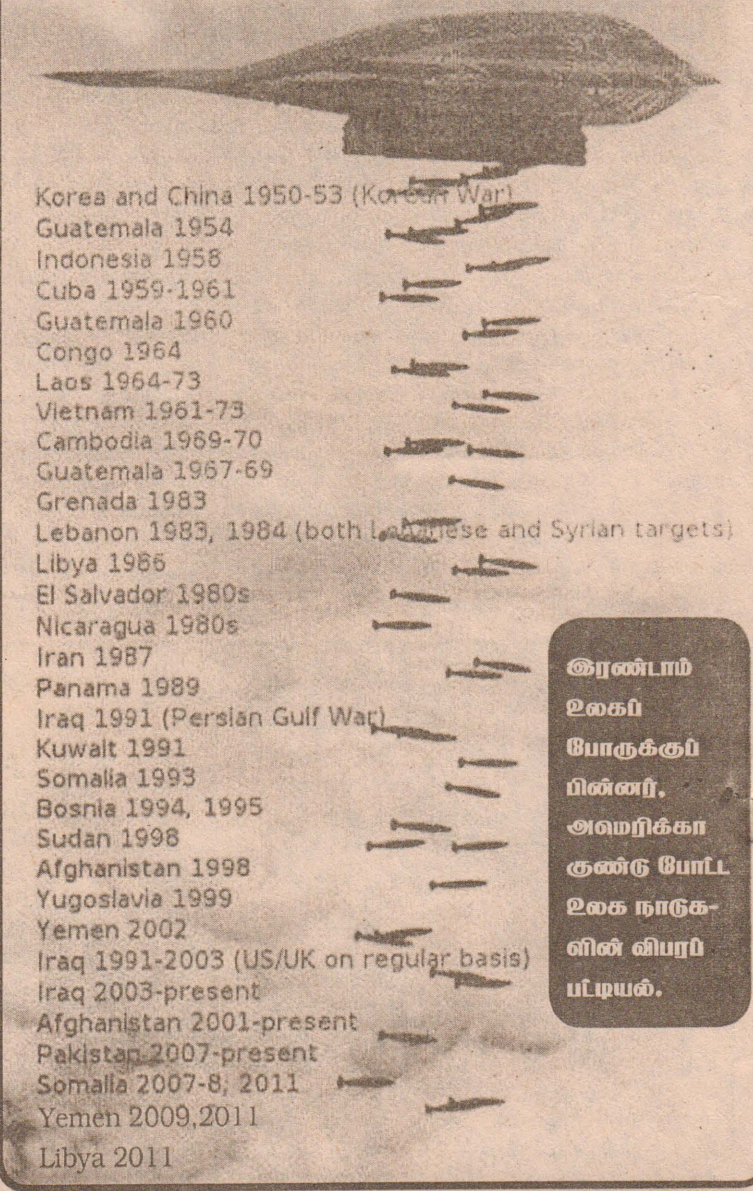 Korea and China 1950-53 (Korean War)
Guatemala 1954
Indonesia 1958
Cuba 1959-1961
Guatemala 1960
Congo 1964
Laos 1964-73
Vietnam 1961-73
Cambodia 1969-70
Guatemala 1967-69
Grenada 1983
Lebanon 1983, 1984 (both Lebanese and Syrian targets)
Libya 1986
El Salvador 1980s
Nicaragua 1980s
Iran 1987
Panama 1989
Iraq 1991 (Persian Gulf War)
Kuwait 1991
Somalia 1993
Bosnia 1994, 1995
Sudan 1998
Afghanistan 1998
Yugoslavia 1999
Yemen 2002
Iraq 1991-2003 (US/UK on regular basis)
Iraq 2003-present
Afghanistan 2001-present
Pakistan 2007-present
Somalia 2007-8, 2011
Yemen 2009,2011
Libya 2011
இரண்டாம்
உலகப்
போருக்குப்
பின்னர்,
அமெரிக்கா
குண்டு போட்ட
உலக நாடுக-
ளின் விபரப்
பட்டியல்.